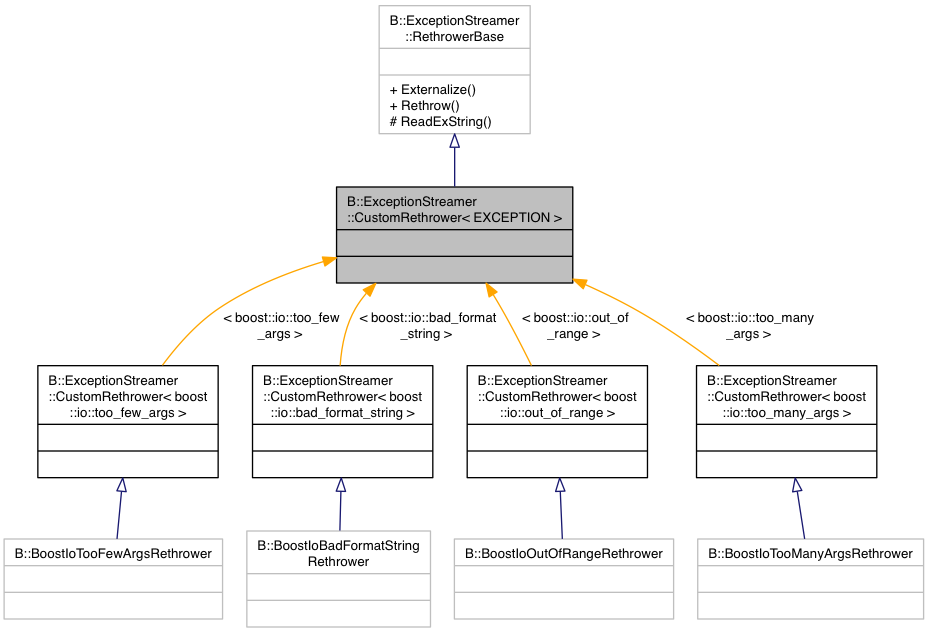 B::ExceptionStreamer
::RethrowerBase
+ Externalize()
+ Rethrow()
# ReadExString()
B::ExceptionStreamer
::CustomRethrower< EXCEPTION >
< boost::io::too_few
_args >
< boost::io::bad_format
_string >
< boost::io::out_of
_range >
< boost::io::too_many
_args >
B::ExceptionStreamer
::CustomRethrower< boost
::io::too_few_args >
B::ExceptionStreamer
::CustomRethrower< boost
::io::bad_format_string >
B::ExceptionStreamer
::CustomRethrower< boost
::io::out_of_range >
B::ExceptionStreamer
::CustomRethrower< boost
::io::too_many_args >
B::BoostIoTooFewArgsRethrower
B::BoostIoBadFormatString
Rethrower
B::BoostIoOutOfRangeRethrower
B::BoostIoTooManyArgsRethrower